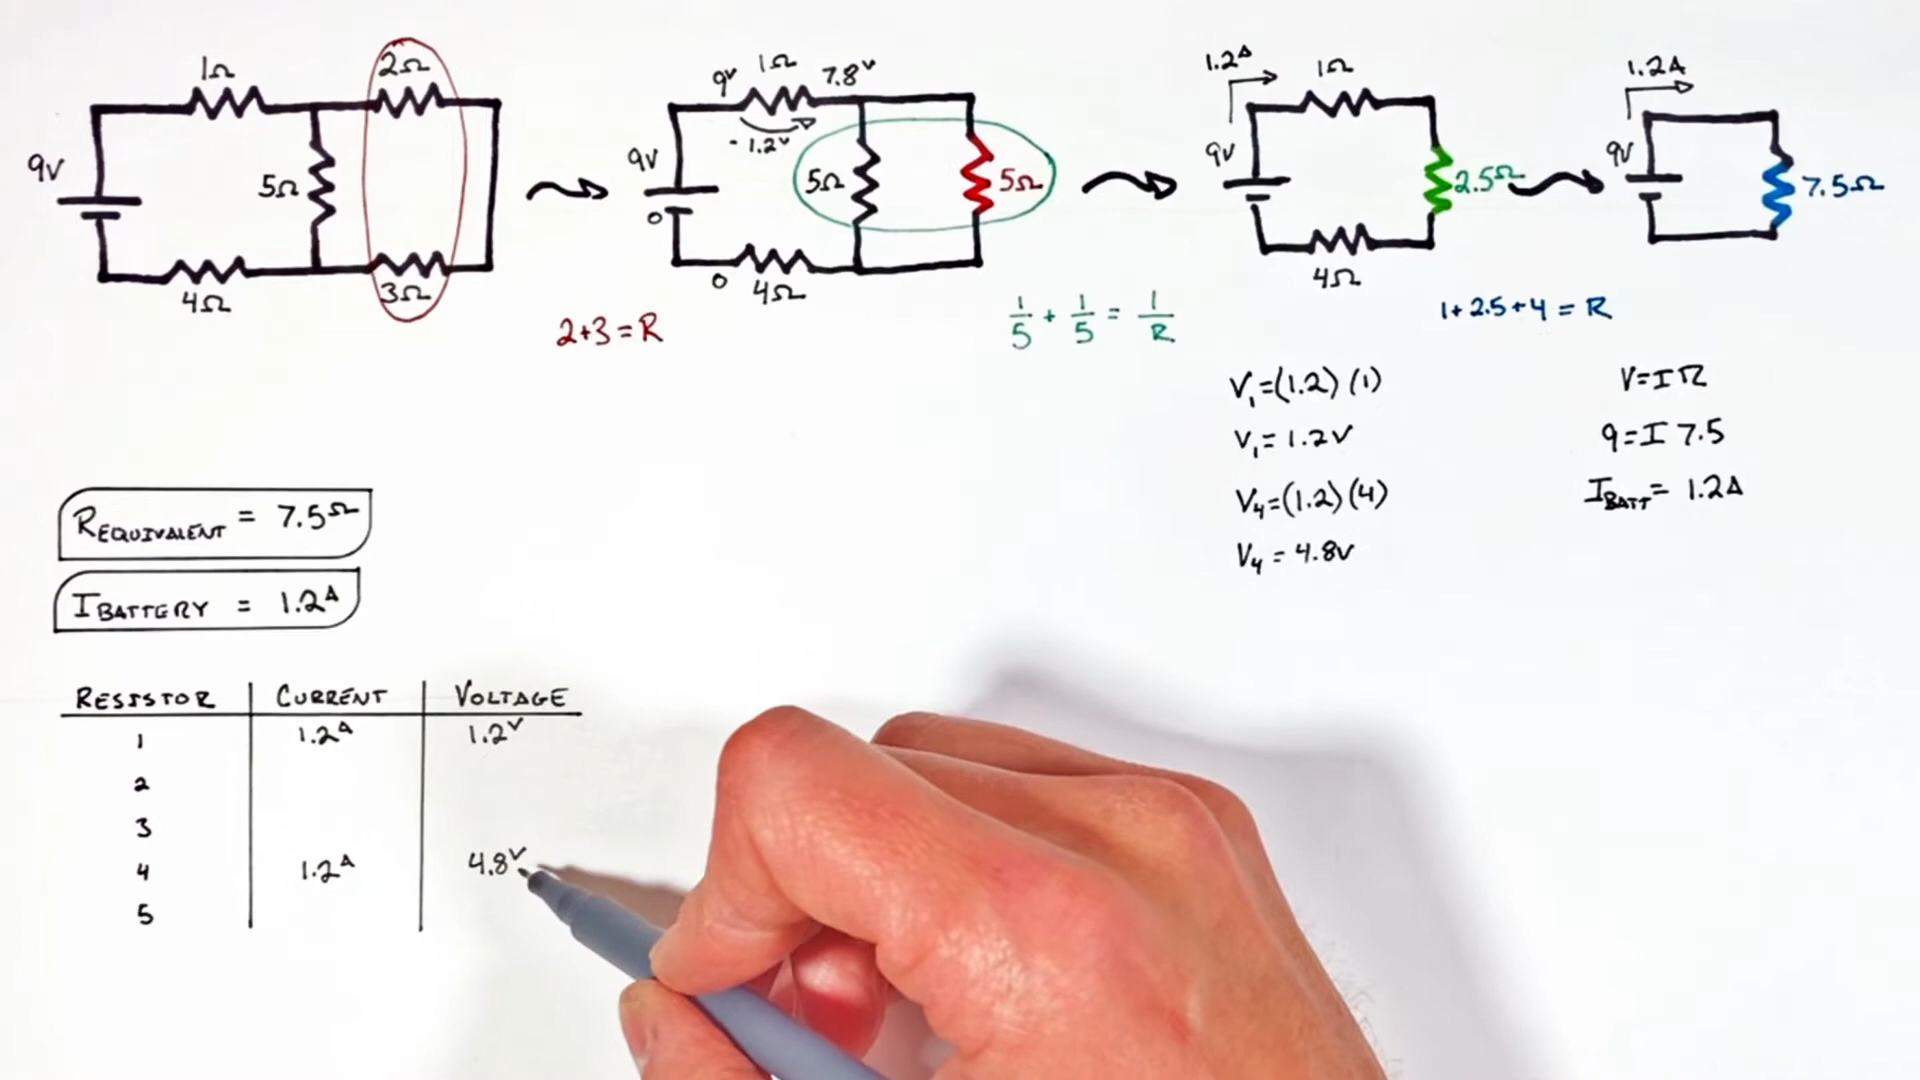 1Ω
2Ω
9V
5Ω
4Ω
3Ω
2+3=R
9V
1Ω
7.8V
-1.2V
9V
5Ω
5Ω
0
0
4Ω
1/5 + 1/5 = 1/R
1.2A
1Ω
9V
2.5Ω
4Ω
1+2.5+4=R
1.2A
9V
7.5Ω
V₁=(1.2)(1)
V₁=1.2V
V₄=(1.2)(4)
V₄=4.8V
V=IR
9=I 7.5
I_BATT= 1.2A
R_EQUIVALENT = 7.5Ω
I_BATTERY = 1.2A
RESISTOR CURRENT VOLTAGE
1 1.2A 1.2V
2
3
4 1.2A 4.8V
5